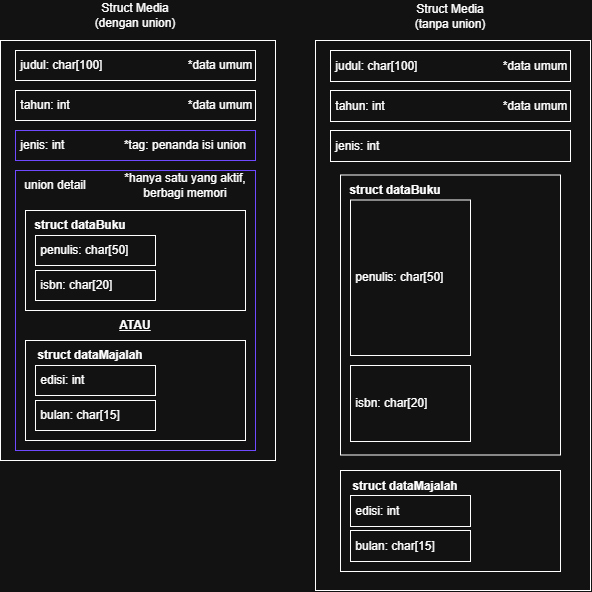 Struct Media
(dengan union)
judul: char[100] *data umum
tahun: int *data umum
jenis: int *tag: penanda isi union
union detail *hanya satu yang aktif,
berbagi memori
struct dataBuku
penulis: char[50]
isbn: char[20]
ATAU
struct dataMajalah
edisi: int
bulan: char[15]
Struct Media
(tanpa union)
judul: char[100] *data umum
tahun: int *data umum
jenis: int
struct dataBuku
penulis: char[50]
isbn: char[20]
struct dataMajalah
edisi: int
bulan: char[15]